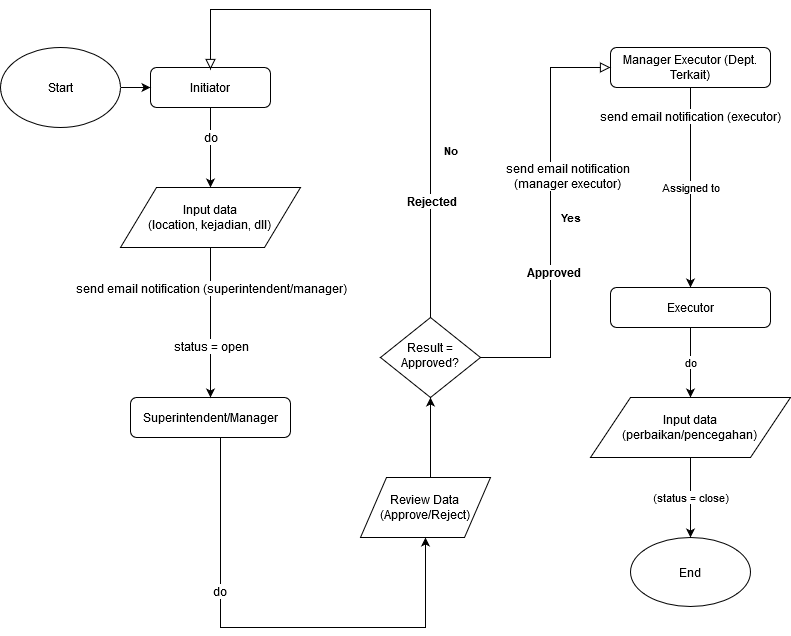 Start
Initiator
do
Input data
(location, kejadian, dll)
send email notification (superintendent/manager)
status = open
Superintendent/Manager
do
Review Data
(Approve/Reject)
Result =
Approved?
No
Rejected
Yes
Approved
send email notification
(manager executor)
Manager Executor (Dept.
Terkait)
send email notification (executor)
Assigned to
Executor
do
Input data
(perbaikan/pencegahan)
(status = close)
End